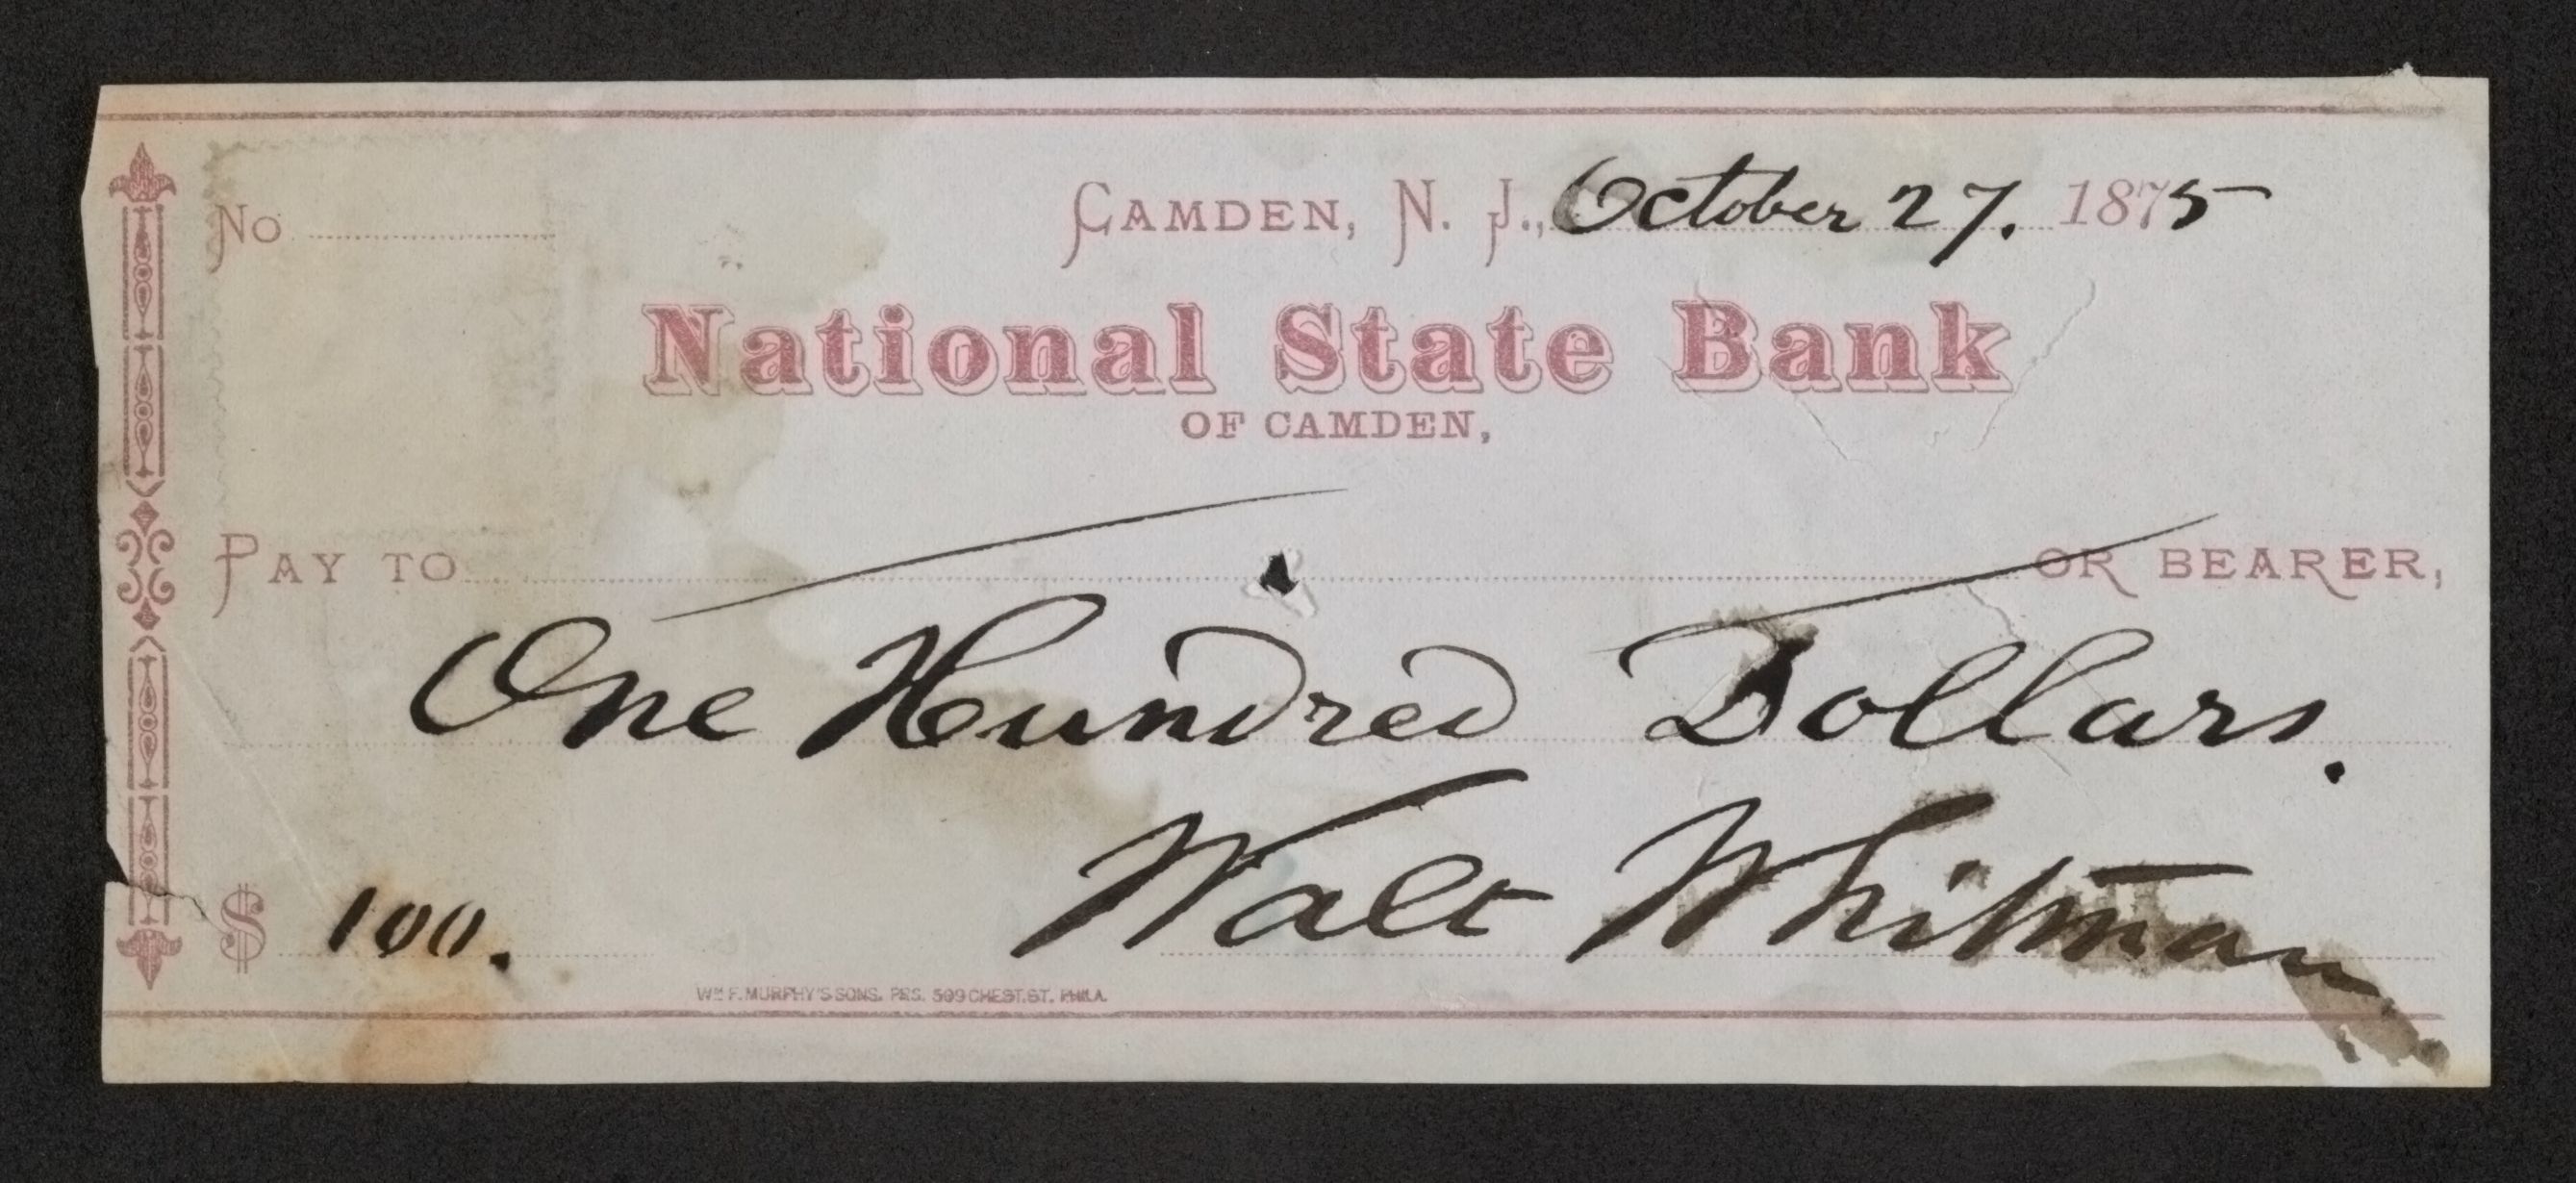 No
CAMDEN, N. J., October 27. 1875
National State Bank
OF CAMDEN,
PAY TO OR BEARER,
One Hundred Dollars.
$ 100. Walt Whitman
WM. F. MURPHY'S SONS. PRS. 509 CHEST. ST. PHILA.